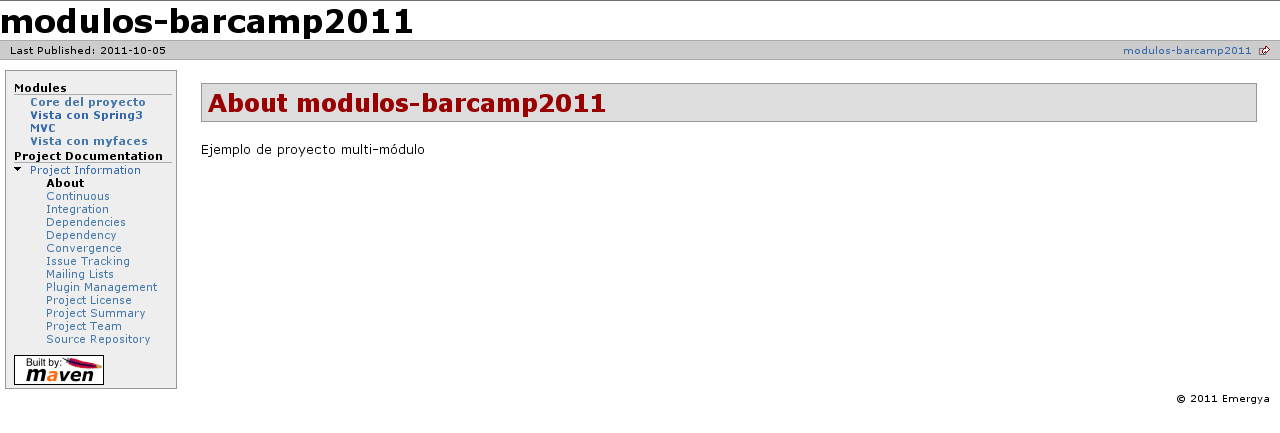 modulos-barcamp2011
Last Published: 2011-10-05
modulos-barcamp2011
Modules
Core del proyecto
Vista con Spring3
MVC
Vista con myfaces
Project Documentation
Project Information
About
Continuous
Integration
Dependencies
Dependency
Convergence
Issue Tracking
Mailing Lists
Plugin Management
Project License
Project Summary
Project Team
Source Repository
Built by:
maven
About modulos-barcamp2011
Ejemplo de proyecto multi-módulo
© 2011 Emergya